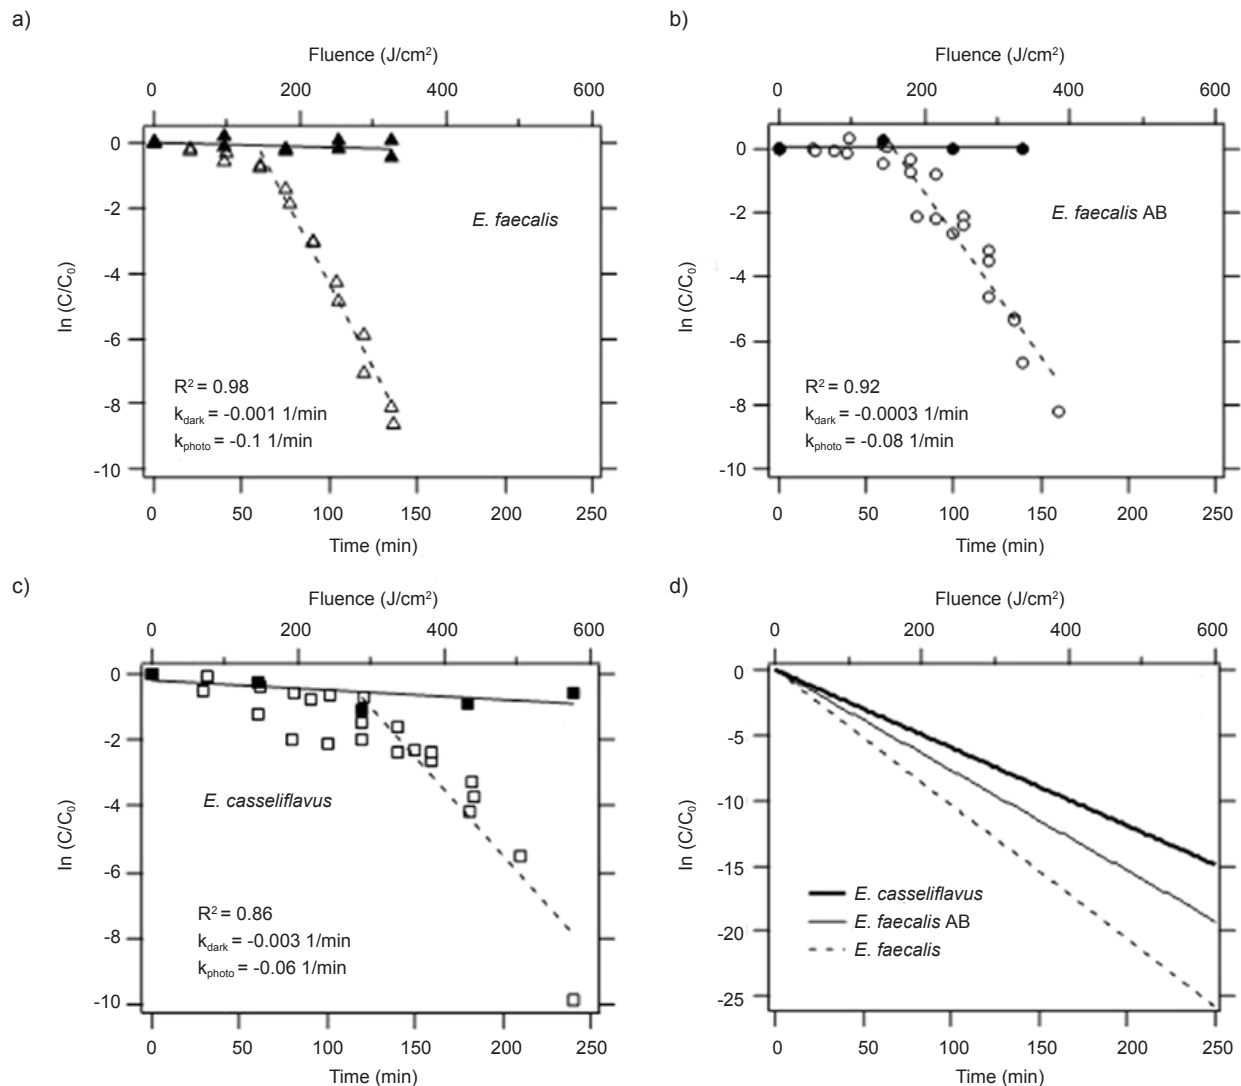 a)
Fluence (J/cm²)
0 200 400 600
0
-2
-4
-6
-8
-10
ln (C/C₀)
E. faecalis
R² = 0.98
k_dark = -0.001 1/min
k_photo = -0.1 1/min
0 50 100 150 200 250
Time (min)
b)
Fluence (J/cm²)
0 200 400 600
0
-2
-4
-6
-8
-10
ln (C/C₀)
E. faecalis AB
R² = 0.92
k_dark = -0.0003 1/min
k_photo = -0.08 1/min
0 50 100 150 200 250
Time (min)
c)
Fluence (J/cm²)
0 200 400 600
0
-2
-4
-6
-8
-10
ln (C/C₀)
E. casseliflavus
R² = 0.86
k_dark = -0.003 1/min
k_photo = -0.06 1/min
0 50 100 150 200 250
Time (min)
d)
Fluence (J/cm²)
0 200 400 600
0
-5
-10
-15
-20
-25
ln (C/C₀)
E. casseliflavus
E. faecalis AB
E. faecalis
0 50 100 150 200 250
Time (min)